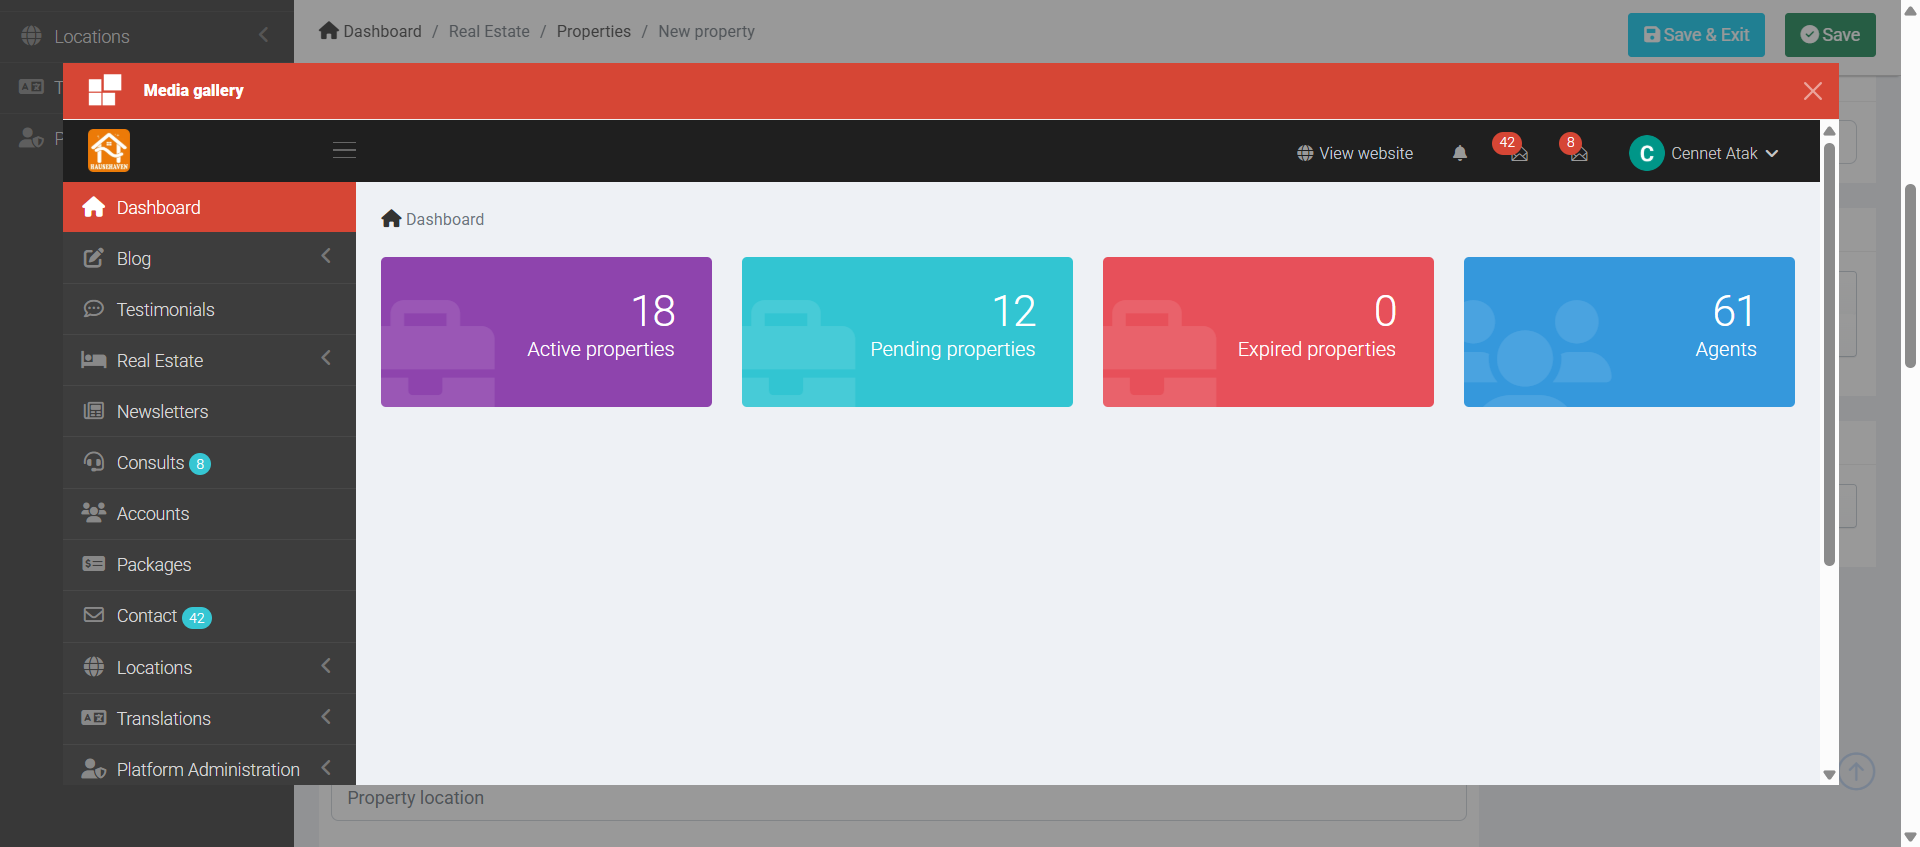 Locations
Dashboard / Real Estate / Properties / New property
Save & Exit
Save
T
P
Media gallery
HAUSEHAVEN
View website
42
8
C
Cennet Atak
Dashboard
Blog
Testimonials
Real Estate
Newsletters
Consults 8
Accounts
Packages
Contact 42
Locations
Translations
Platform Administration
Dashboard
18
Active properties
12
Pending properties
0
Expired properties
61
Agents
Property location